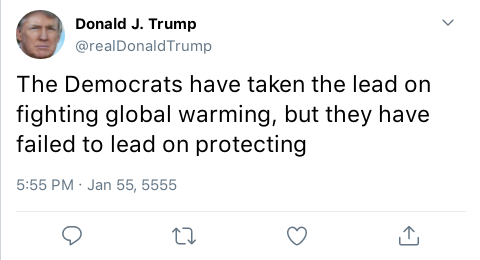 Donald J. Trump
@realDonaldTrump
The Democrats have taken the lead on
fighting global warming, but they have
failed to lead on protecting
5:55 PM · Jan 55, 5555